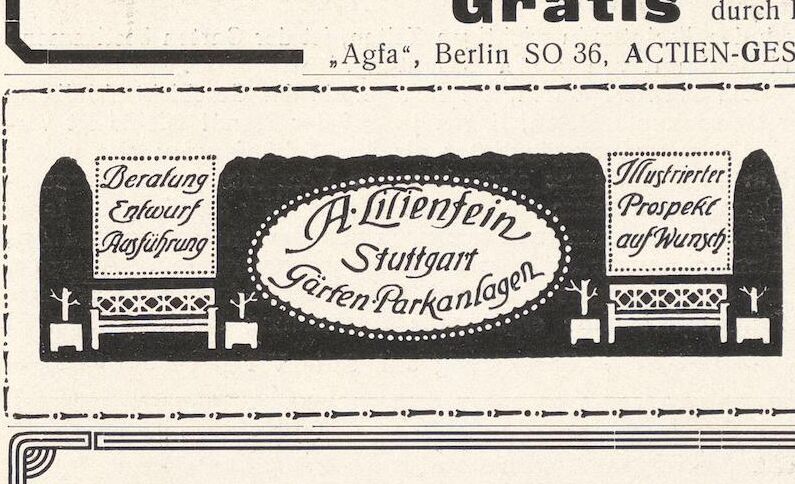 Gratis durch
„Agfa“, Berlin SO 36, ACTIEN-GES
Beratung
Entwurf
Ausführung
A. Lilienfein
Stuttgart
Gärten·Parkanlagen
Illustrierter
Prospekt
auf Wunsch